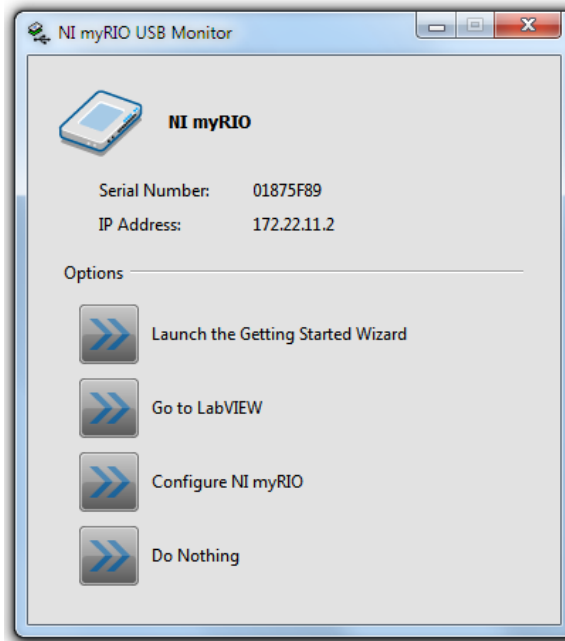 NI myRIO USB Monitor
NI myRIO
Serial Number: 01875F89
IP Address: 172.22.11.2
Options
Launch the Getting Started Wizard
Go to LabVIEW
Configure NI myRIO
Do Nothing